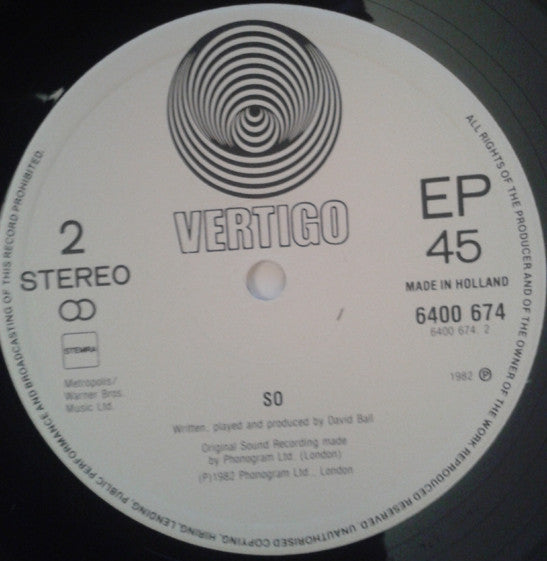 VERTIGO
2
STEREO
STEMRA
Metropolis/
Warner Bros.
Music Ltd.
EP
45
MADE IN HOLLAND
6400 674
6400 674. 2
1982 Ⓟ
SO
Written, played and produced by David Ball
Original Sound Recording made
by Phonogram Ltd. (London)
(P)1982 Phonogram Ltd., London
ALL RIGHTS OF THE PRODUCER AND OF THE OWNER OF THE WORK REPRODUCED RESERVED. UNAUTHORISED COPYING, HIRING, LENDING, PUBLIC PERFORMANCE AND BROADCASTING OF THIS RECORD PROHIBITED.